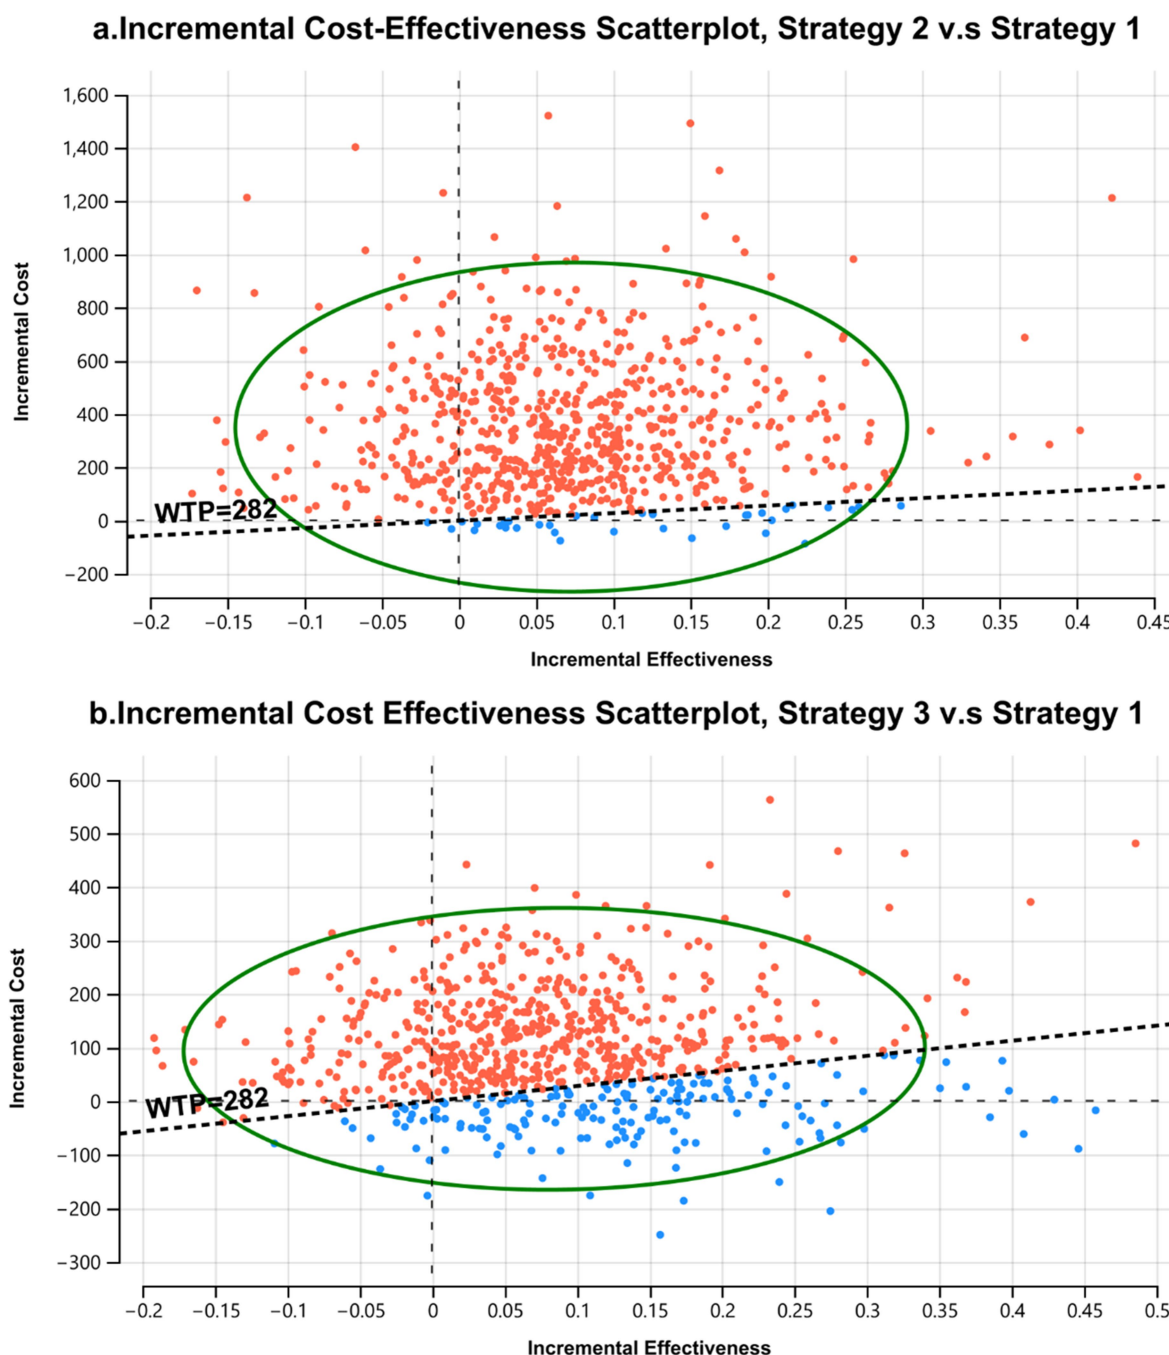 a.Incremental Cost-Effectiveness Scatterplot, Strategy 2 v.s Strategy 1
1,600
1,400
1,200
1,000
800
600
400
200
0
−200
Incremental Cost
WTP=282
−0.2 −0.15 −0.1 −0.05 0 0.05 0.1 0.15 0.2 0.25 0.3 0.35 0.4 0.45
Incremental Effectiveness
b.Incremental Cost Effectiveness Scatterplot, Strategy 3 v.s Strategy 1
600
500
400
300
200
100
0
−100
−200
−300
Incremental Cost
WTP=282
−0.2 −0.15 −0.1 −0.05 0 0.05 0.1 0.15 0.2 0.25 0.3 0.35 0.4 0.45 0.5
Incremental Effectiveness